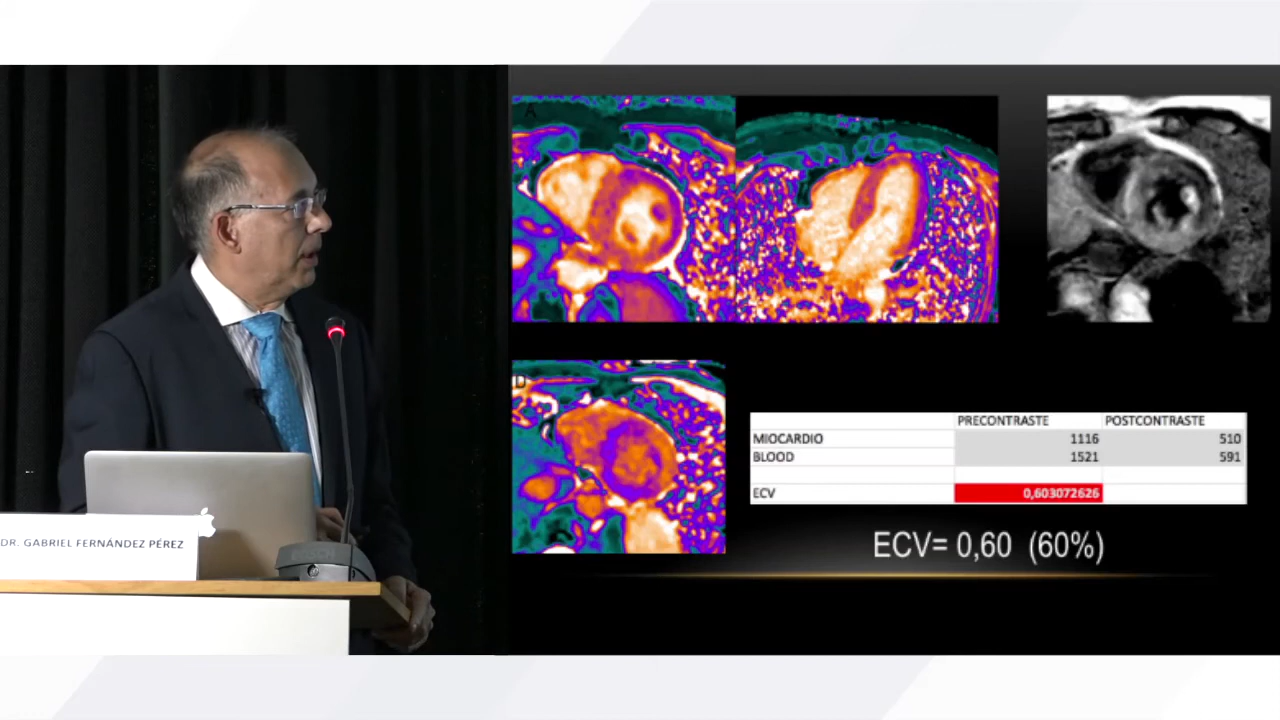 A
D
PRECONTRASTE POSTCONTRASTE
MIOCARDIO 1116 510
BLOOD 1521 591
ECV 0,603072626
ECV= 0,60 (60%)
DR. GABRIEL FERNÁNDEZ PÉREZ
BOSCH